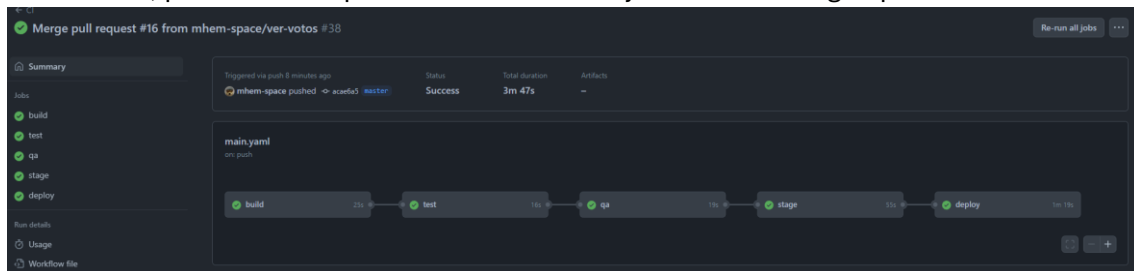 ← CI
Merge pull request #16 from mhem-space/ver-votos #38
Re-run all jobs
Summary
Triggered via push 8 minutes ago
Status
Total duration
Artifacts
mhem-space pushed acae6a5 master
Success
3m 47s
–
Jobs
build
test
qa
stage
deploy
main.yaml
on: push
build 25s
test 16s
qa 19s
stage 55s
deploy 1m 19s
Run details
Usage
Workflow file